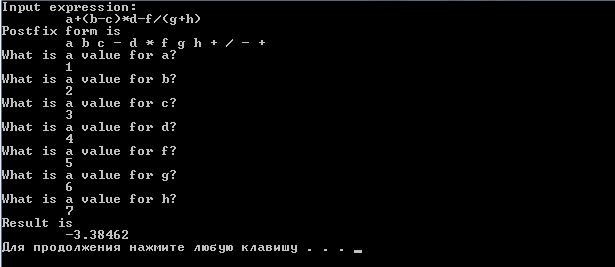 Input expression:
a+(b-c)*d-f/(g+h)
Postfix form is
a b c - d * f g h + / - +
What is a value for a?
1
What is a value for b?
2
What is a value for c?
3
What is a value for d?
4
What is a value for f?
5
What is a value for g?
6
What is a value for h?
7
Result is
-3.38462
Для продолжения нажмите любую клавишу . . .